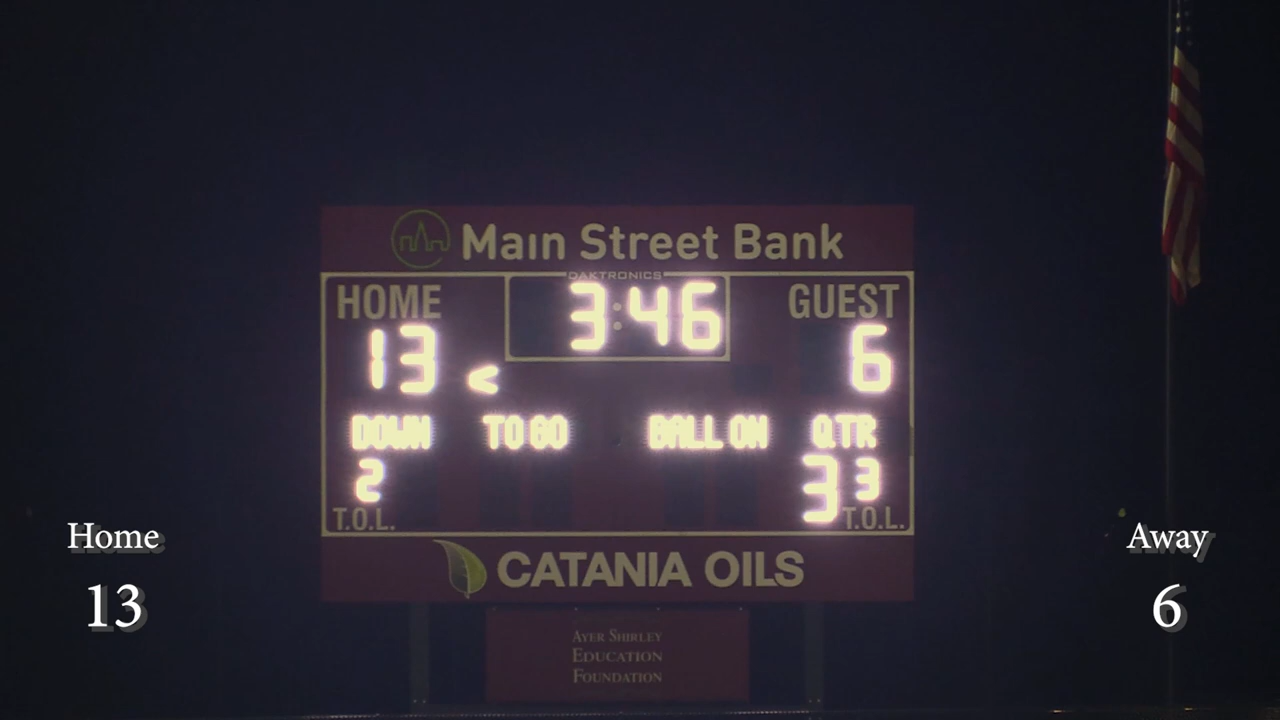 Main Street Bank
DAKTRONICS
HOME 3:46 GUEST
13 < 6
DOWN TO GO BALL ON QTR
2 3 3
T.O.L. T.O.L.
Home Away
CATANIA OILS
13 6
AYER SHIRLEY
EDUCATION
FOUNDATION